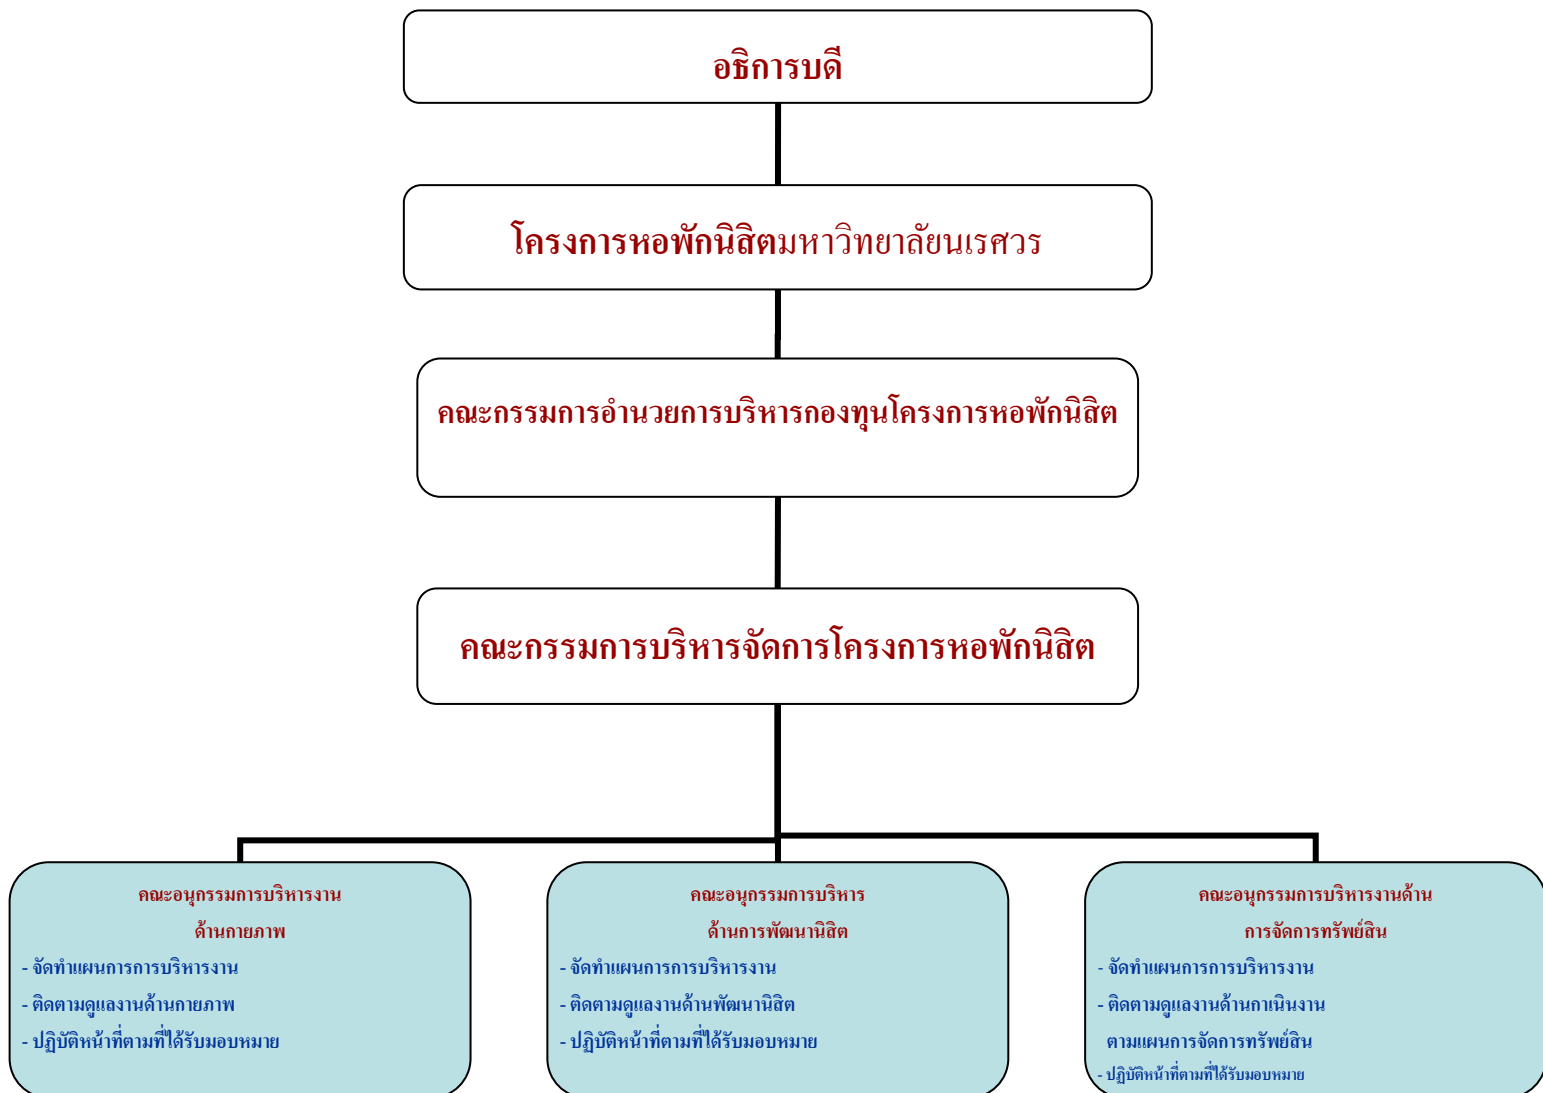 อธิการบดี
โครงการหอพักนิสิตมหาวิทยาลัยนเรศวร
คณะกรรมการอำนวยการบริหารกองทุนโครงการหอพักนิสิต
คณะกรรมการบริหารจัดการโครงการหอพักนิสิต
คณะอนุกรรมการบริหารงาน
ด้านกายภาพ
- จัดทำแผนการการบริหารงาน
- ติดตามดูแลงานด้านกายภาพ
- ปฏิบัติหน้าที่ตามที่ได้รับมอบหมาย
คณะอนุกรรมการบริหาร
ด้านการพัฒนานิสิต
- จัดทำแผนการการบริหารงาน
- ติดตามดูแลงานด้านพัฒนานิสิต
- ปฏิบัติหน้าที่ตามที่ได้รับมอบหมาย
คณะอนุกรรมการบริหารงานด้าน
การจัดการทรัพย์สิน
- จัดทำแผนการการบริหารงาน
- ติดตามดูแลงานด้านกาเนินงาน
ตามแผนการจัดการทรัพย์สิน
- ปฏิบัติหน้าที่ตามที่ได้รับมอบหมาย